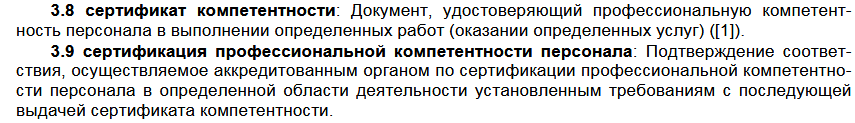 3.8 сертификат компетентности: Документ, удостоверяющий профессиональную компетент-
ность персонала в выполнении определенных работ (оказании определенных услуг) ([1]).
3.9 сертификация профессиональной компетентности персонала: Подтверждение соответ-
ствия, осуществляемое аккредитованным органом по сертификации профессиональной компетентно-
сти персонала в определенной области деятельности установленным требованиям с последующей
выдачей сертификата компетентности.